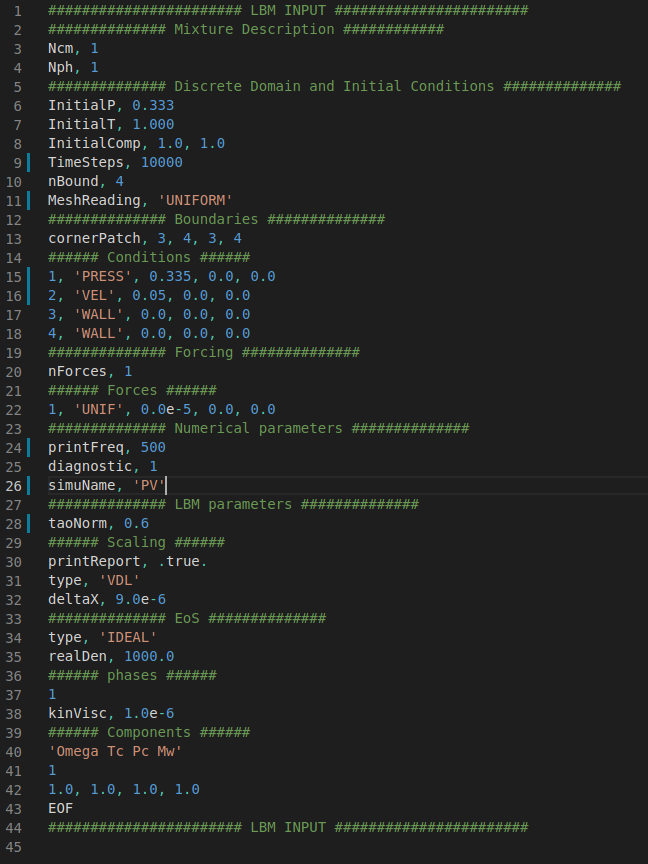 1 ####################### LBM INPUT #######################
2 ############## Mixture Description ############
3 Ncm, 1
4 Nph, 1
5 ############## Discrete Domain and Initial Conditions ##############
6 InitialP, 0.333
7 InitialT, 1.000
8 InitialComp, 1.0, 1.0
9 TimeSteps, 10000
10 nBound, 4
11 MeshReading, 'UNIFORM'
12 ############## Boundaries ##############
13 cornerPatch, 3, 4, 3, 4
14 ###### Conditions ######
15 1, 'PRESS', 0.335, 0.0, 0.0
16 2, 'VEL', 0.05, 0.0, 0.0
17 3, 'WALL', 0.0, 0.0, 0.0
18 4, 'WALL', 0.0, 0.0, 0.0
19 ############## Forcing ##############
20 nForces, 1
21 ###### Forces ######
22 1, 'UNIF', 0.0e-5, 0.0, 0.0
23 ############## Numerical parameters ##############
24 printFreq, 500
25 diagnostic, 1
26 simuName, 'PV'
27 ############## LBM parameters ##############
28 taoNorm, 0.6
29 ###### Scaling ######
30 printReport, .true.
31 type, 'VDL'
32 deltaX, 9.0e-6
33 ############## EoS ##############
34 type, 'IDEAL'
35 realDen, 1000.0
36 ###### phases ######
37 1
38 kinVisc, 1.0e-6
39 ###### Components ######
40 'Omega Tc Pc Mw'
41 1
42 1.0, 1.0, 1.0, 1.0
43 EOF
44 ####################### LBM INPUT #######################
45